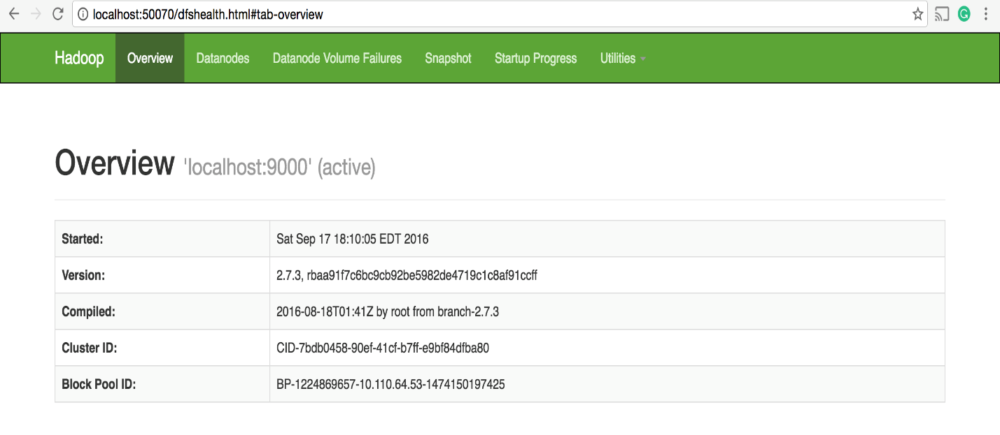 localhost:50070/dfshealth.html#tab-overview
Hadoop Overview Datanodes Datanode Volume Failures Snapshot Startup Progress Utilities
Overview 'localhost:9000' (active)
Started: Sat Sep 17 18:10:05 EDT 2016
Version: 2.7.3, rbaa91f7c6bc9cb92be5982de4719c1c8af91ccff
Compiled: 2016-08-18T01:41Z by root from branch-2.7.3
Cluster ID: CID-7bdb0458-90ef-41cf-b7ff-e9bf84dfba80
Block Pool ID: BP-1224869657-10.110.64.53-1474150197425